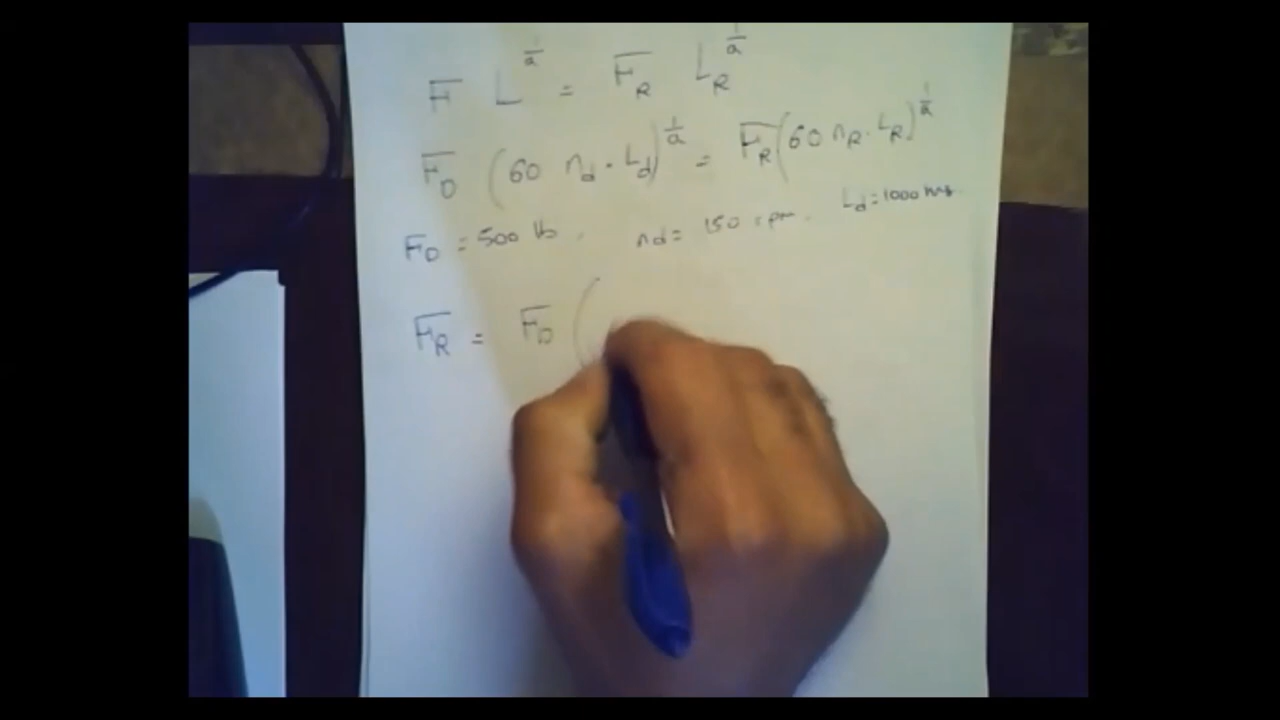 F L^(1/a) = F_R L_R^(1/a)
F_D (60 n_d . L_d)^(1/a) = F_R (60 n_R . L_R)^(1/a)
F_D = 500 lb , n_d = 150 rpm . L_d = 1000 hrs.
F_R = F_D (